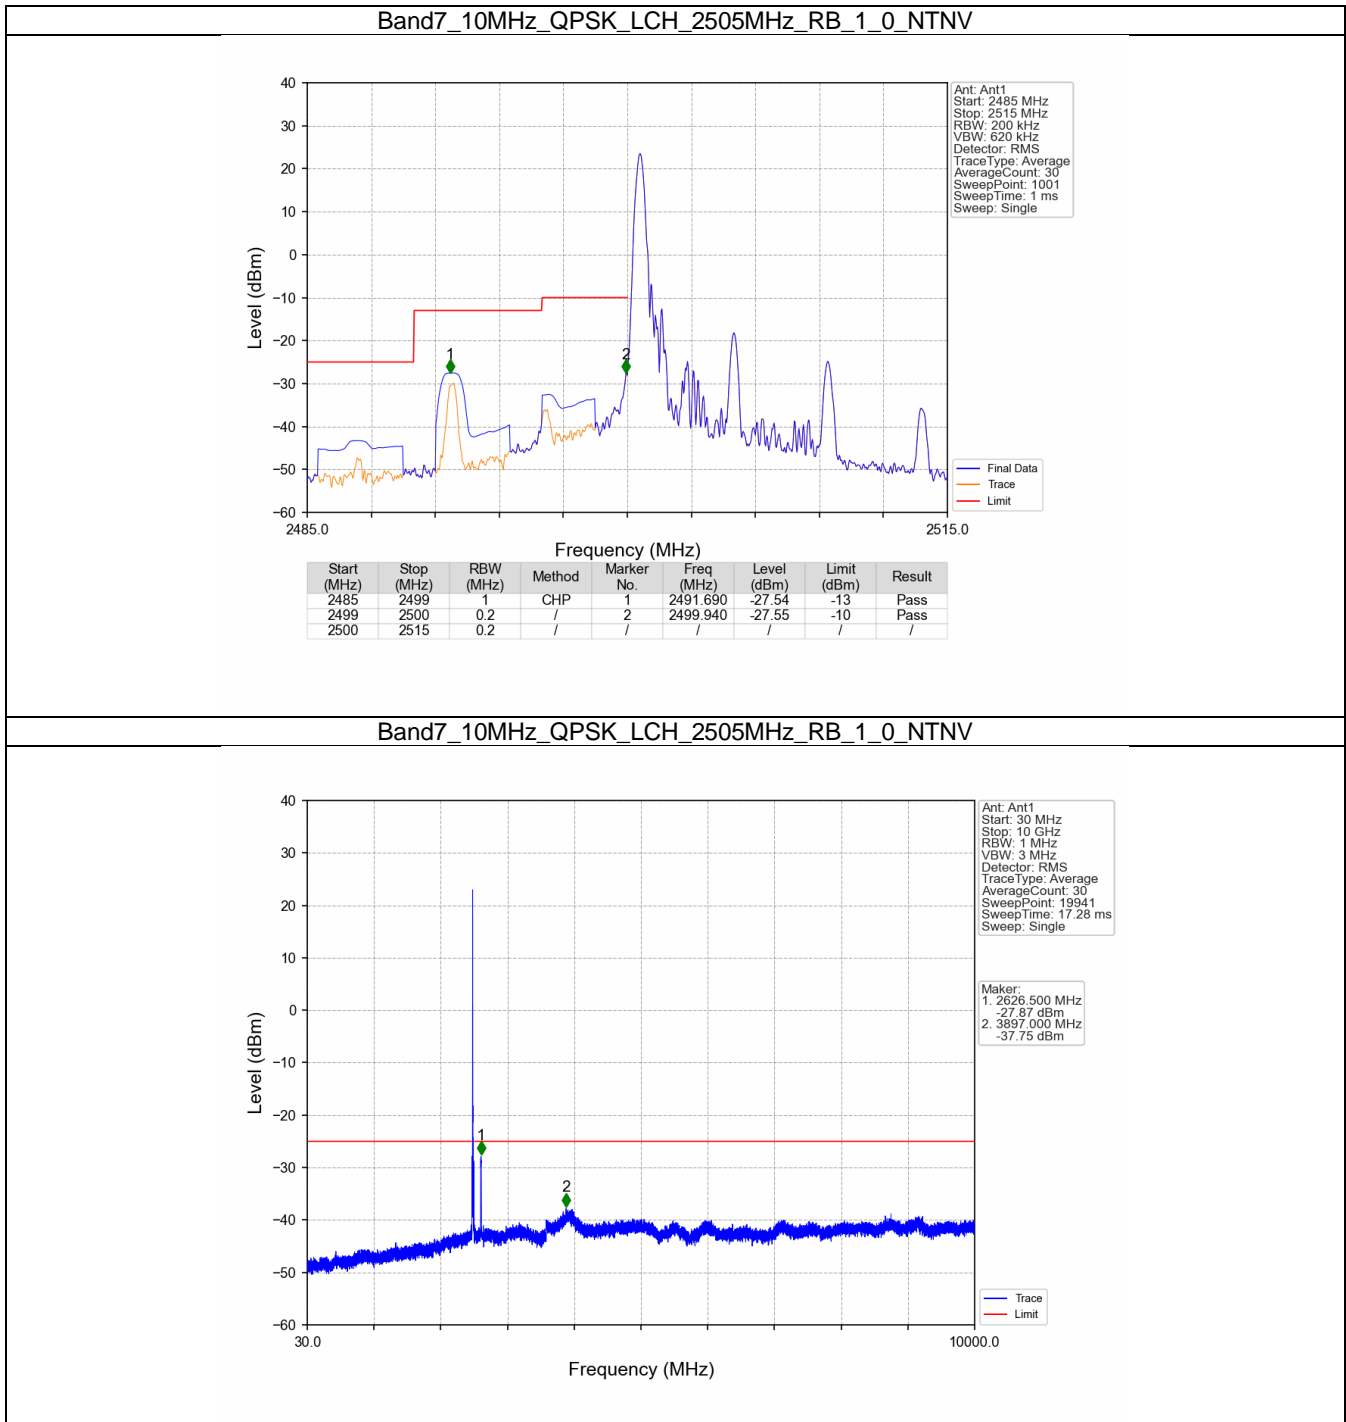 Band7_10MHz_QPSK_LCH_2505MHz_RB_1_0_NTNV
40
30
20
10
0
−10
−20
−30
−40
−50
−60
Level (dBm)
1
2
2485.0
2515.0
Frequency (MHz)
Ant: Ant1
Start: 2485 MHz
Stop: 2515 MHz
RBW: 200 kHz
VBW: 620 kHz
Detector: RMS
TraceType: Average
AverageCount: 30
SweepPoint: 1001
SweepTime: 1 ms
Sweep: Single
Final Data
Trace
Limit
Start (MHz) Stop (MHz) RBW (MHz) Method Marker No. Freq (MHz) Level (dBm) Limit (dBm) Result
2485 2499 1 CHP 1 2491.690 -27.54 -13 Pass
2499 2500 0.2 / 2 2499.940 -27.55 -10 Pass
2500 2515 0.2 / / / / / /
Band7_10MHz_QPSK_LCH_2505MHz_RB_1_0_NTNV
40
30
20
10
0
−10
−20
−30
−40
−50
−60
Level (dBm)
1
2
30.0
10000.0
Frequency (MHz)
Ant: Ant1
Start: 30 MHz
Stop: 10 GHz
RBW: 1 MHz
VBW: 3 MHz
Detector: RMS
TraceType: Average
AverageCount: 30
SweepPoint: 19941
SweepTime: 17.28 ms
Sweep: Single
Maker:
1. 2626.500 MHz
-27.87 dBm
2. 3897.000 MHz
-37.75 dBm
Trace
Limit